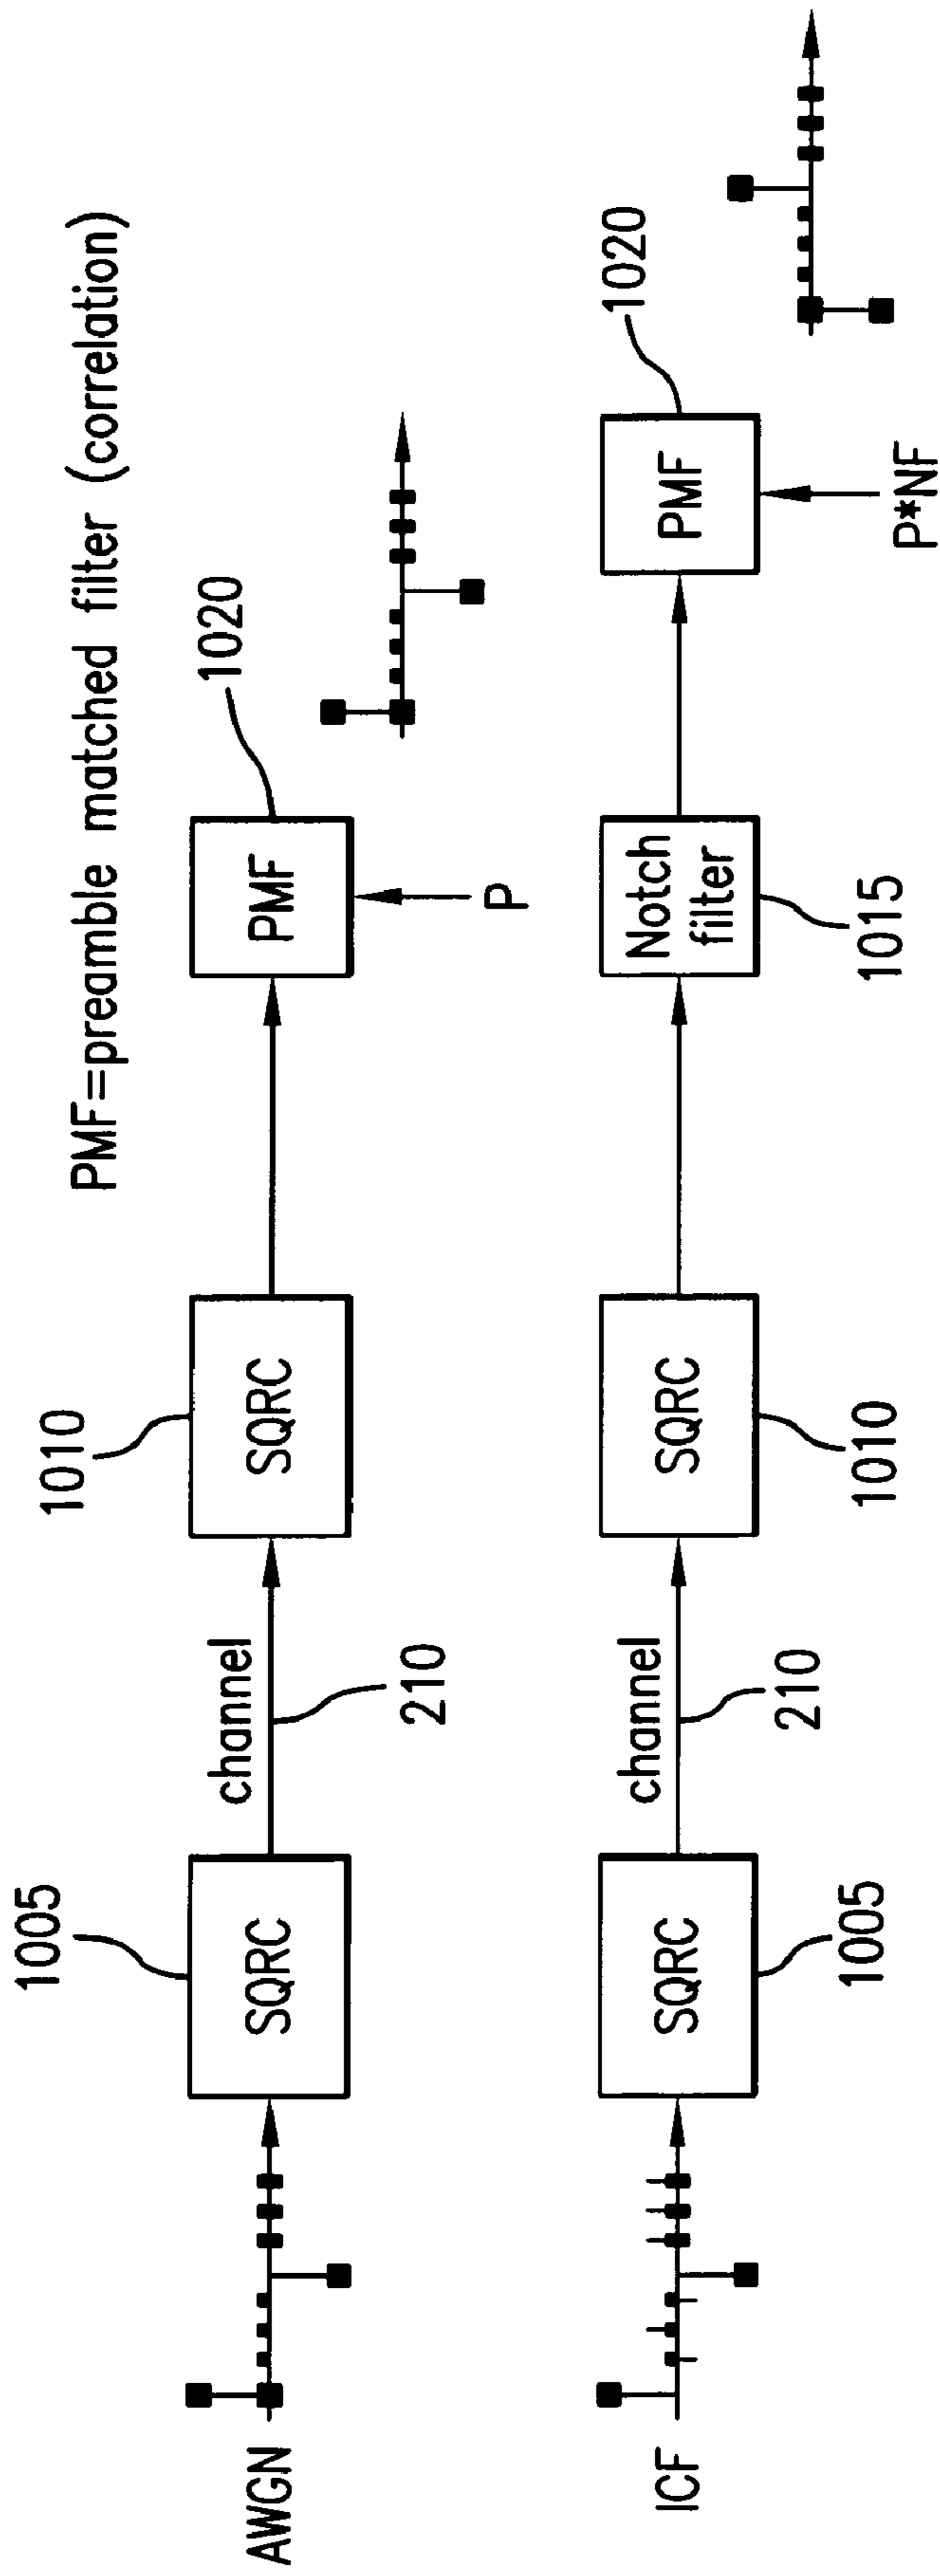 PMF=preamble matched filter (correlation)
1005
1010
1020
AWGN
SQRC
channel
SQRC
PMF
210
P
ICF
SQRC
channel
SQRC
Notch
filter
PMF
1020
1005
210
1010
1015
P*NF